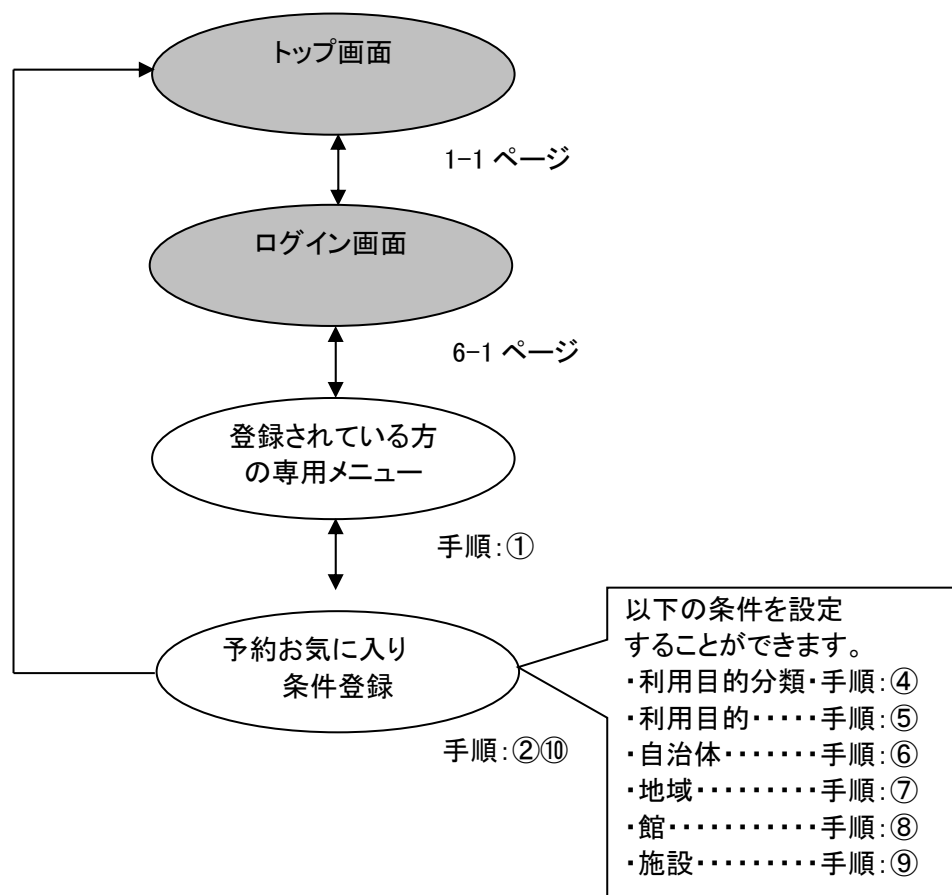 トップ画面
1-1 ページ
ログイン画面
6-1 ページ
登録されている方
の専用メニュー
手順:①
予約お気に入り
条件登録
手順:②⑩
以下の条件を設定
することができます。
・利用目的分類・手順:④
・利用目的・・・・・手順:⑤
・自治体・・・・・・・手順:⑥
・地域・・・・・・・・・手順:⑦
・館・・・・・・・・・・・手順:⑧
・施設・・・・・・・・・手順:⑨